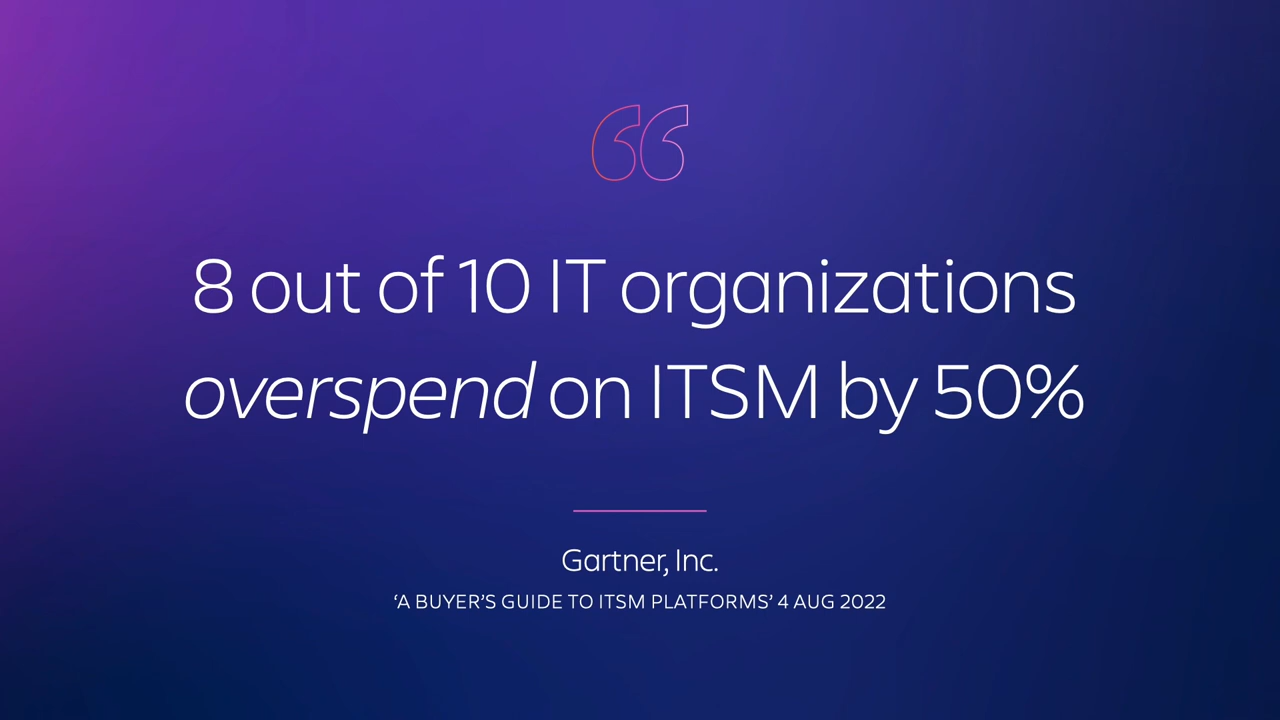 “
8 out of 10 IT organizations
overspend on ITSM by 50%
Gartner, Inc.
‘A BUYER’S GUIDE TO ITSM PLATFORMS’ 4 AUG 2022